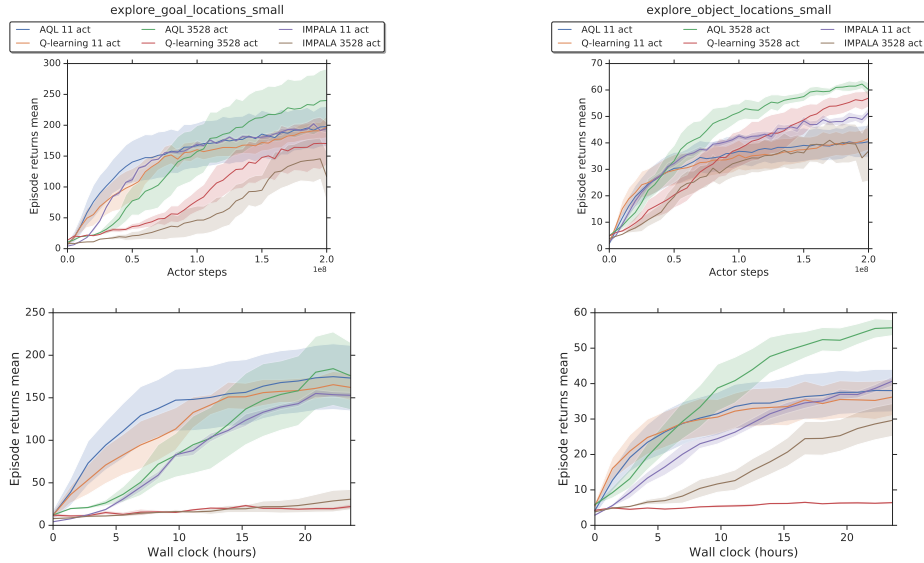 explore_goal_locations_small
AQL 11 act AQL 3528 act IMPALA 11 act
Q-learning 11 act Q-learning 3528 act IMPALA 3528 act
300
250
200
150
100
50
0
Episode returns mean
0.0 0.5 1.0 1.5 2.0
1e8
Actor steps
explore_object_locations_small
AQL 11 act AQL 3528 act IMPALA 11 act
Q-learning 11 act Q-learning 3528 act IMPALA 3528 act
70
60
50
40
30
20
10
0
Episode returns mean
0.0 0.5 1.0 1.5 2.0
1e8
Actor steps
250
200
150
100
50
0
Episode returns mean
0 5 10 15 20
Wall clock (hours)
60
50
40
30
20
10
0
Episode returns mean
0 5 10 15 20
Wall clock (hours)